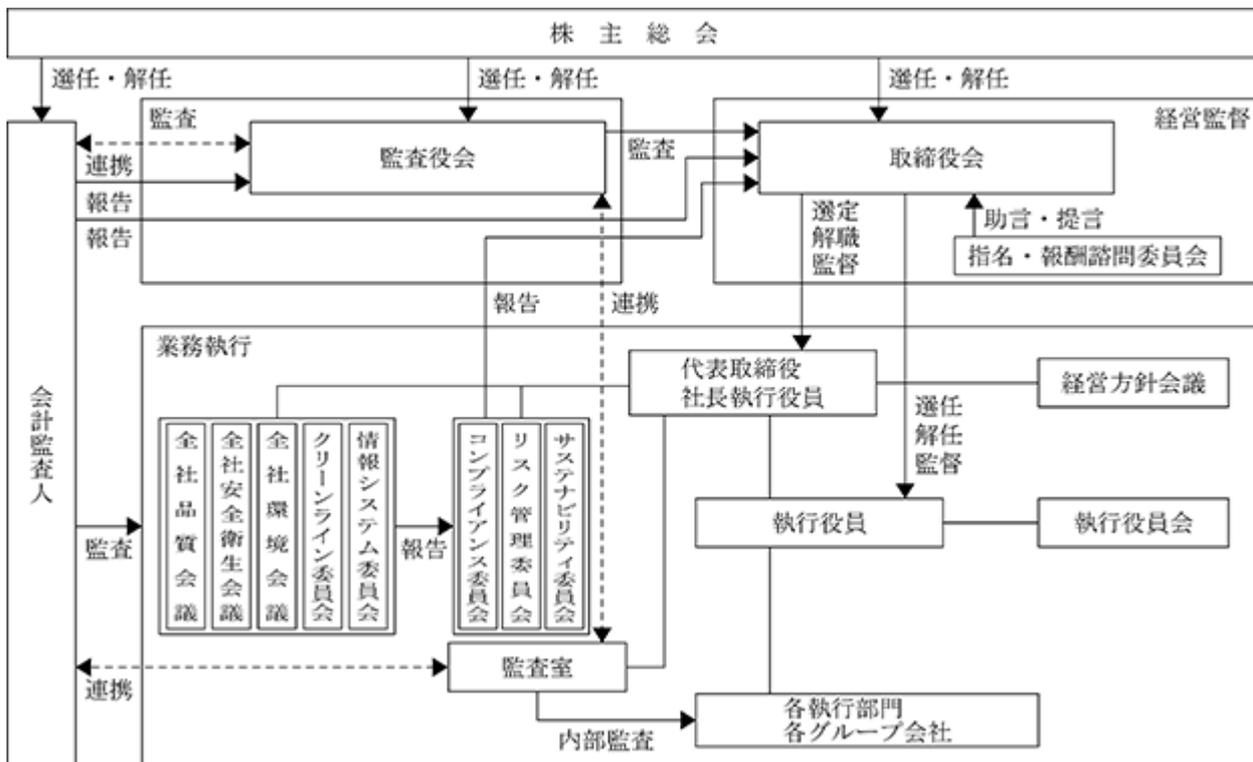 株主総会
選任・解任
選任・解任
選任・解任
監査
経営監督
監査役会
監査
取締役会
連携
報告
報告
選定
解職
監督
助言・提言
指名・報酬諮問委員会
報告
連携
業務執行
代表取締役
社長執行役員
経営方針会議
選任
解任
監督
会計監査人
全社品質会議
全社安全衛生会議
全社環境会議
クリーンライン委員会
情報システム委員会
コンプライアンス委員会
リスク管理委員会
サステナビリティ委員会
監査
報告
執行役員
執行役員会
監査室
連携
内部監査
各執行部門
各グループ会社